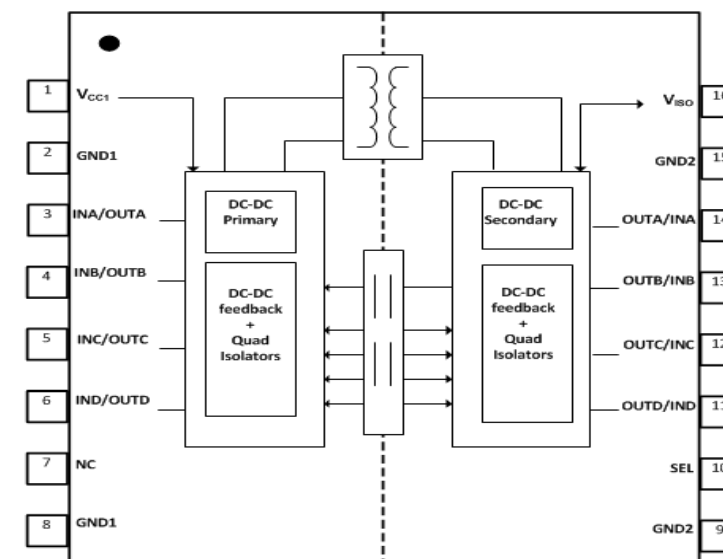 1 VCC1
2 GND1
3 INA/OUTA
4 INB/OUTB
5 INC/OUTC
6 IND/OUTD
7 NC
8 GND1
DC-DC
Primary
DC-DC
feedback
+
Quad
Isolators
DC-DC
Secondary
DC-DC
feedback
+
Quad
Isolators
VISO
GND2
OUTA/INA
OUTB/INB
OUTC/INC
OUTD/IND
SEL
GND2 9